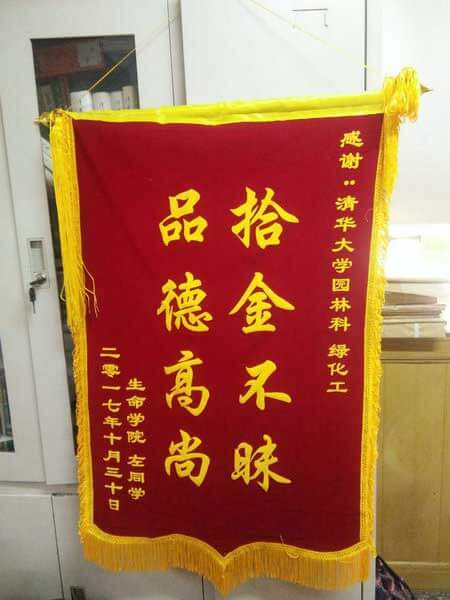 感谢：清华大学园林科 绿化工
拾金不昧
品德高尚
生命学院 左同学
二零一七年十月三十日